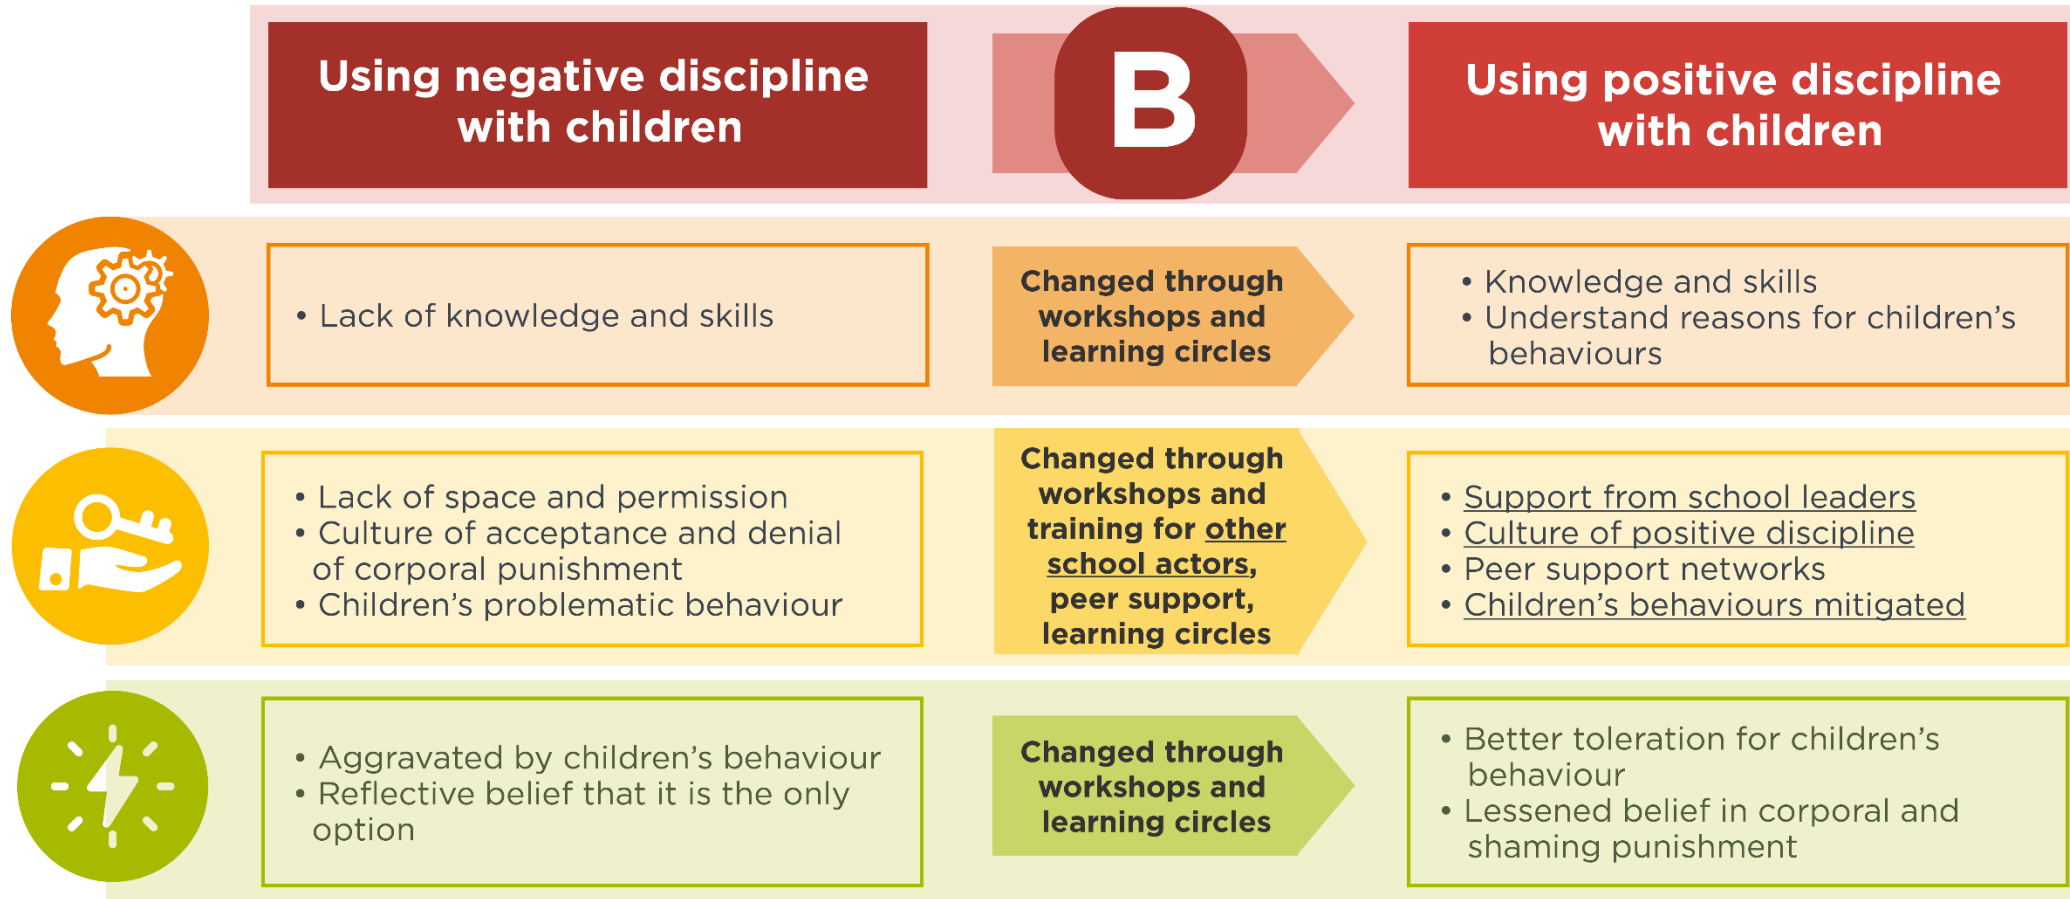 Using negative discipline
with children
B
Using positive discipline
with children
• Lack of knowledge and skills
Changed through
workshops and
learning circles
• Knowledge and skills
• Understand reasons for children’s
behaviours
• Lack of space and permission
• Culture of acceptance and denial
of corporal punishment
• Children’s problematic behaviour
Changed through
workshops and
training for other
school actors,
peer support,
learning circles
• Support from school leaders
• Culture of positive discipline
• Peer support networks
• Children’s behaviours mitigated
• Aggravated by children’s behaviour
• Reflective belief that it is the only
option
Changed through
workshops and
learning circles
• Better toleration for children’s
behaviour
• Lessened belief in corporal and
shaming punishment